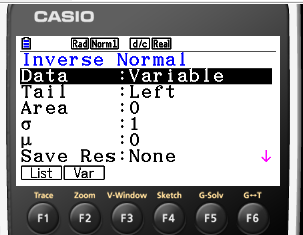 CASIO
Rad Norm1 d/c Real
Inverse Normal
Data :Variable
Tail :Left
Area :0
σ :1
μ :0
Save Res:None ↓
List Var
Trace Zoom V-Window Sketch G-Solv G↔T
F1 F2 F3 F4 F5 F6